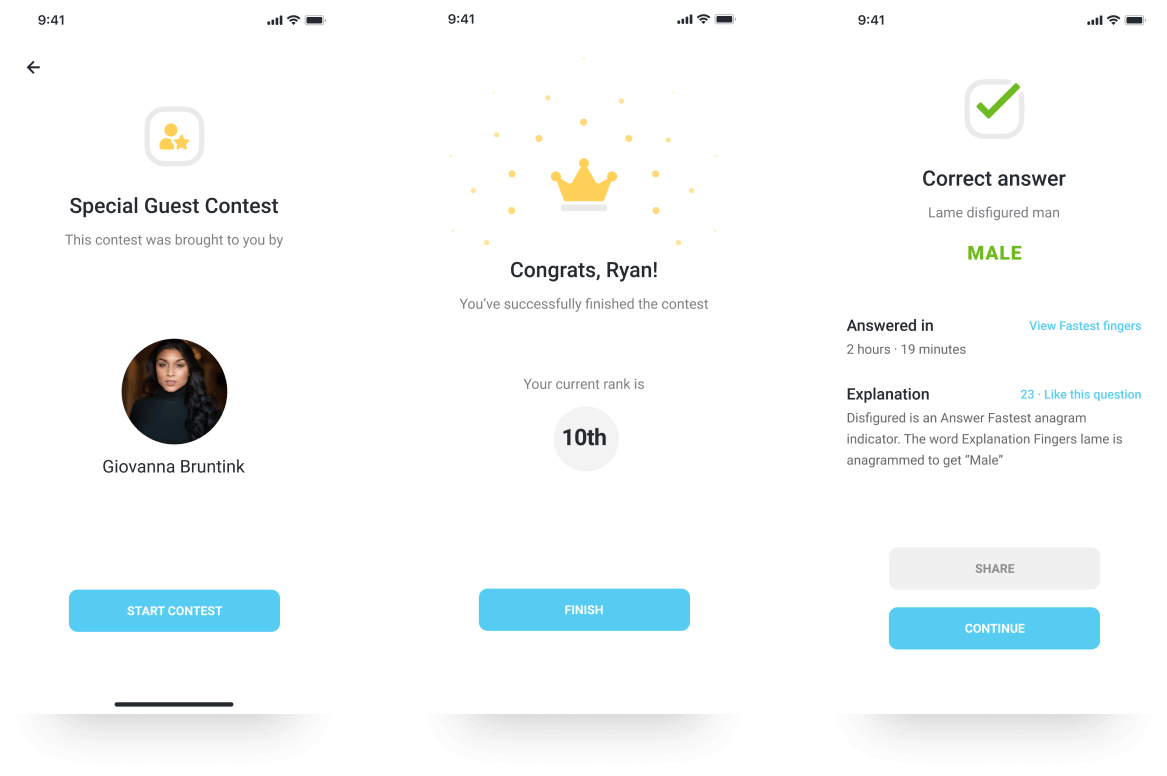 9:41
Special Guest Contest
This contest was brought to you by
Giovanna Bruntink
START CONTEST
9:41
Congrats, Ryan!
You've successfully finished the contest
Your current rank is
10th
FINISH
9:41
Correct answer
Lame disfigured man
MALE
Answered in
View Fastest fingers
2 hours · 19 minutes
Explanation
23 · Like this question
Disfigured is an Answer Fastest anagram
indicator. The word Explanation Fingers lame is
anagrammed to get “Male”
SHARE
CONTINUE